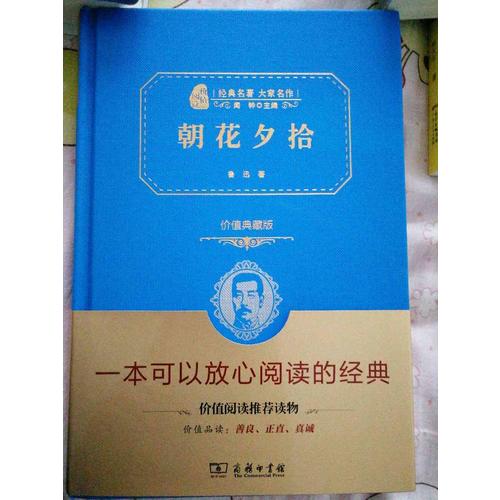 经典名著 大家名作
闻钟◎主编
朝花夕拾
鲁迅 著
价值典藏版
一本可以放心阅读的经典
价值阅读推荐读物
价值品读：善良、正直、真诚
商务印书馆
The Commercial Press